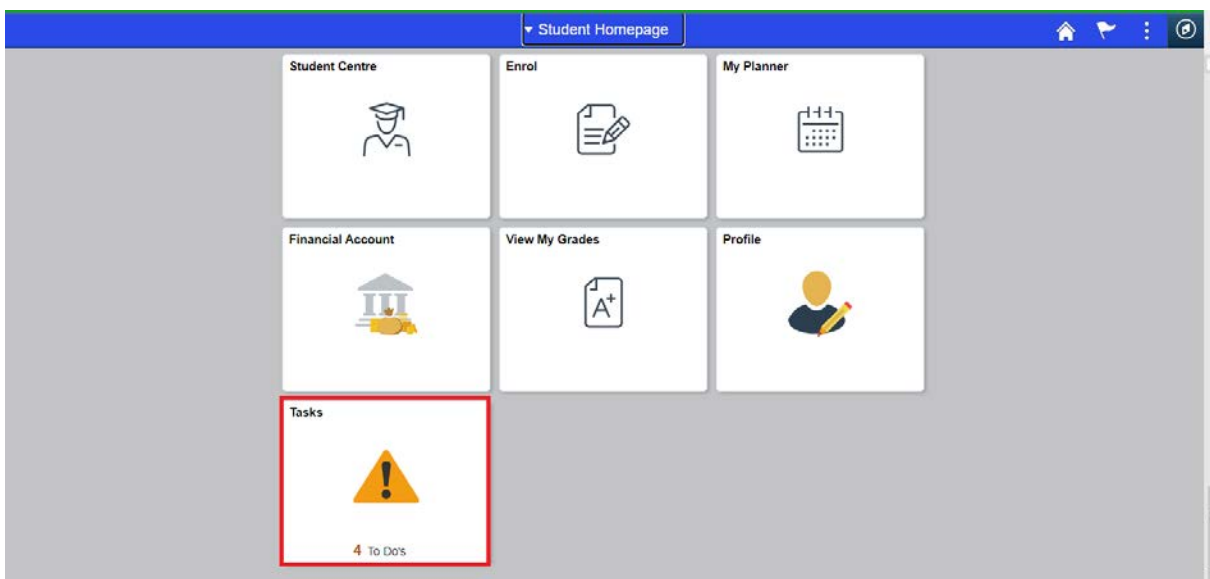 Student Homepage
Student Centre
Enrol
My Planner
Financial Account
View My Grades
A+
Profile
Tasks
4 To Do's